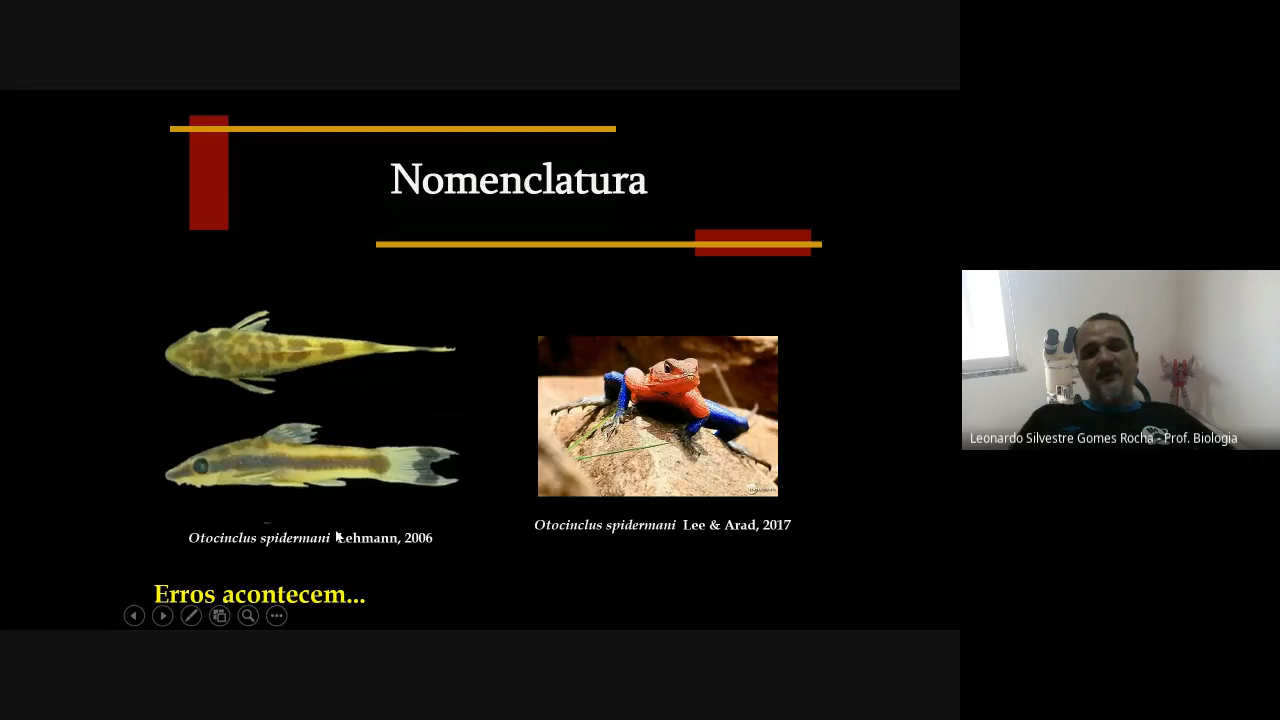 Nomenclatura
Otocinclus spidermani Lehmann, 2006
Otocinclus spidermani Lee & Arad, 2017
Erros acontecem...
Leonardo Silvestre Gomes Rocha - Prof. Biologia